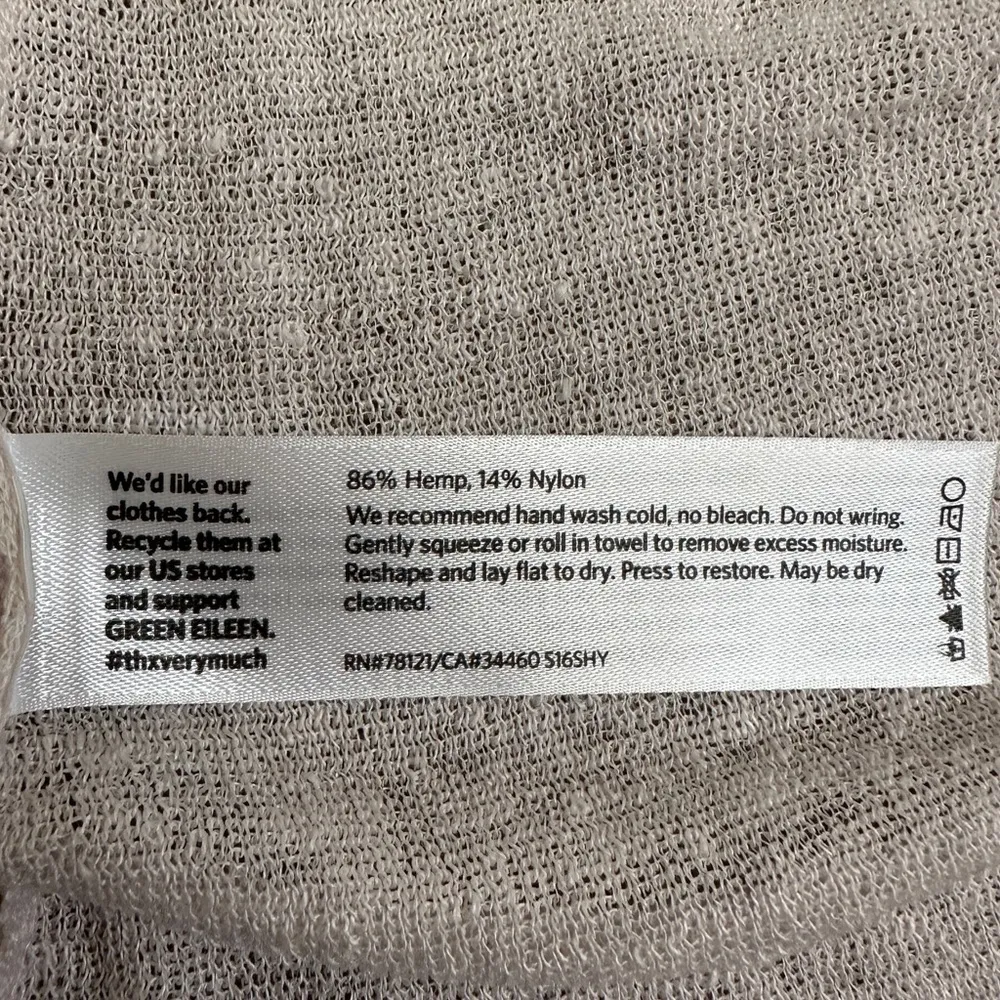 We'd like our
clothes back.
Recycle them at
our US stores
and support
GREEN EILEEN.
#thxverymuch
86% Hemp, 14% Nylon
We recommend hand wash cold, no bleach. Do not wring.
Gently squeeze or roll in towel to remove excess moisture.
Reshape and lay flat to dry. Press to restore. May be dry
cleaned.
RN#78121/CA#34460 S16SHY